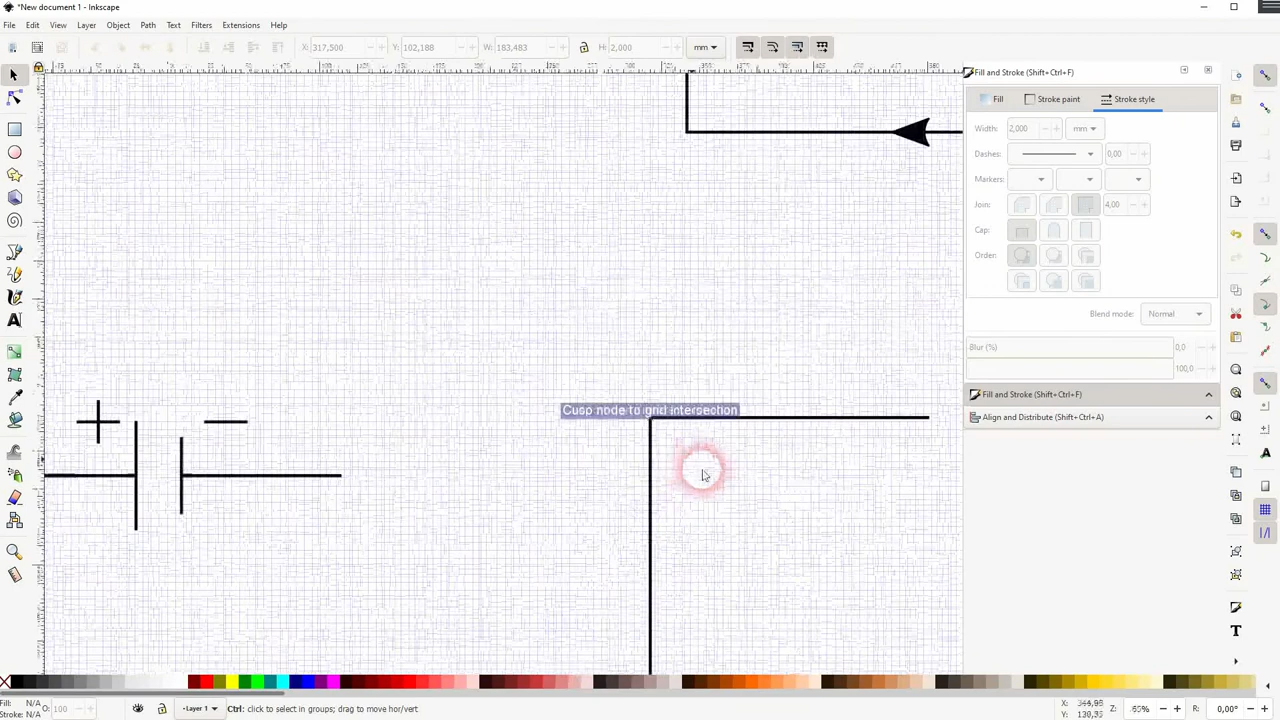 *New document 1 - Inkscape
File Edit View Layer Object Path Text Filters Extensions Help
X: 317,500 Y: 102,188 W: 183,483 H: 2,000 mm
Fill and Stroke (Shift+Ctrl+F)
Fill Stroke paint Stroke style
Width: 2,000 mm
Dashes: 0,00
Markers:
Join: 4,00
Cap:
Order:
Blend mode: Normal
Blur (%) 0,0
100,0
Fill and Stroke (Shift+Ctrl+F)
Align and Distribute (Shift+Ctrl+A)
Cusp node to grid intersection
Fill: N/A
Stroke: N/A
O: 100
Layer 1
Ctrl: click to select in groups; drag to move hor/vert
X: 344,95
Y: 130,35
Z: 65%
R: 0,00°